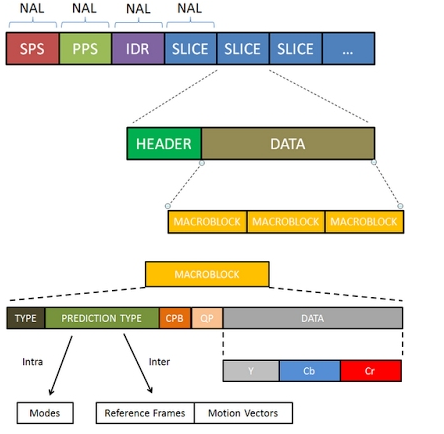 NAL NAL NAL NAL
SPS PPS IDR SLICE SLICE SLICE ...
HEADER DATA
MACROBLOCK MACROBLOCK MACROBLOCK
MACROBLOCK
TYPE PREDICTION TYPE CPB QP DATA
Intra Inter
Y Cb Cr
Modes Reference Frames Motion Vectors